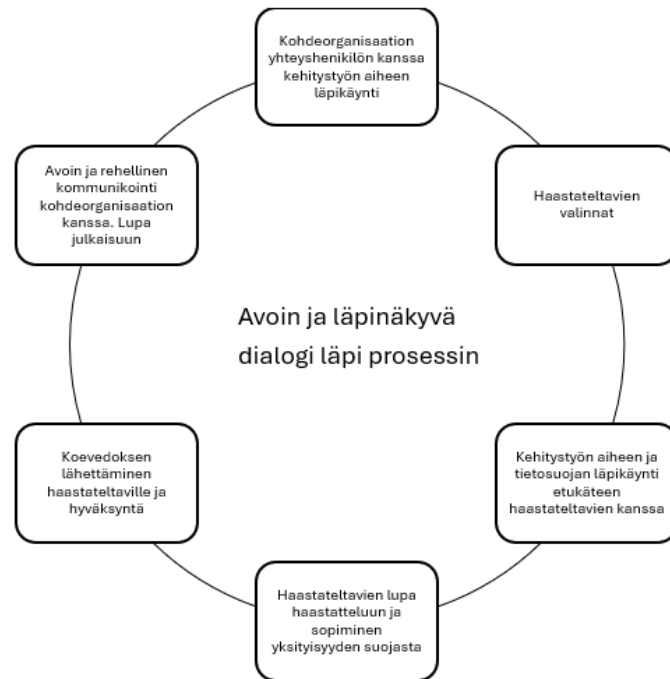 Kohdeorganisaation
yhteyshenikilön kanssa
kehitystyön aiheen
läpikäynti
Haastateltavien
valinnat
Kehitystyön aiheen ja
tietosuojan läpikäynti
etukäteen
haastateltavien kanssa
Haastateltavien lupa
haastatteluun ja
sopiminen
yksityisyyden suojasta
Koevedoksen
lähettäminen
haastateltaville ja
hyväksyntä
Avoin ja rehellinen
kommunikointi
kohdeorganisaation
kanssa. Lupa
julkaisuun
Avoin ja läpinäkyvä
dialogi läpi prosessin